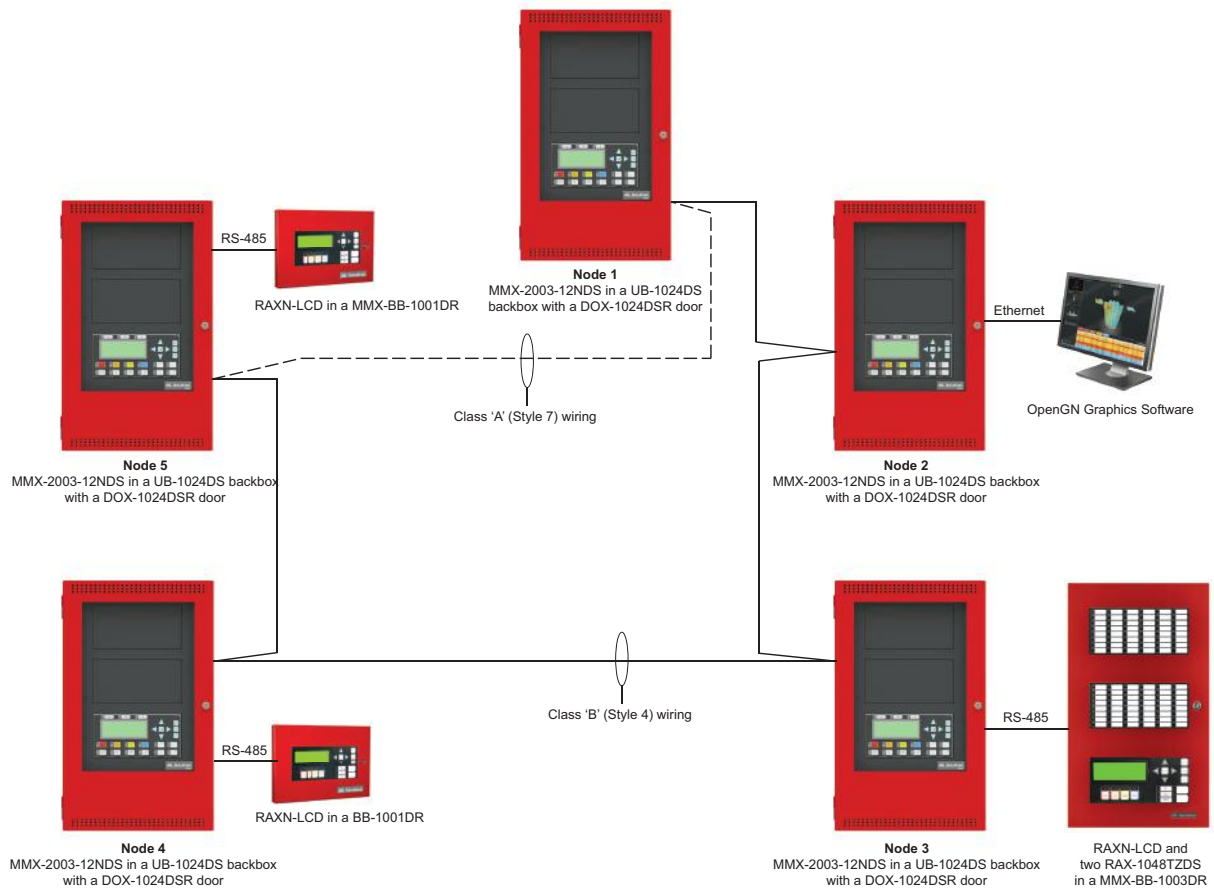 Node 1
MMX-2003-12NDS in a UB-1024DS
backbox with a DOX-1024DSR door
RS-485
RAXN-LCD in a MMX-BB-1001DR
Ethernet
OpenGN Graphics Software
Class ‘A’ (Style 7) wiring
Node 5
MMX-2003-12NDS in a UB-1024DS backbox
with a DOX-1024DSR door
Node 2
MMX-2003-12NDS in a UB-1024DS backbox
with a DOX-1024DSR door
Class ‘B’ (Style 4) wiring
RS-485
RAXN-LCD in a BB-1001DR
RS-485
Node 4
MMX-2003-12NDS in a UB-1024DS backbox
with a DOX-1024DSR door
Node 3
MMX-2003-12NDS in a UB-1024DS backbox
with a DOX-1024DSR door
RAXN-LCD and
two RAX-1048TZDS
in a MMX-BB-1003DR